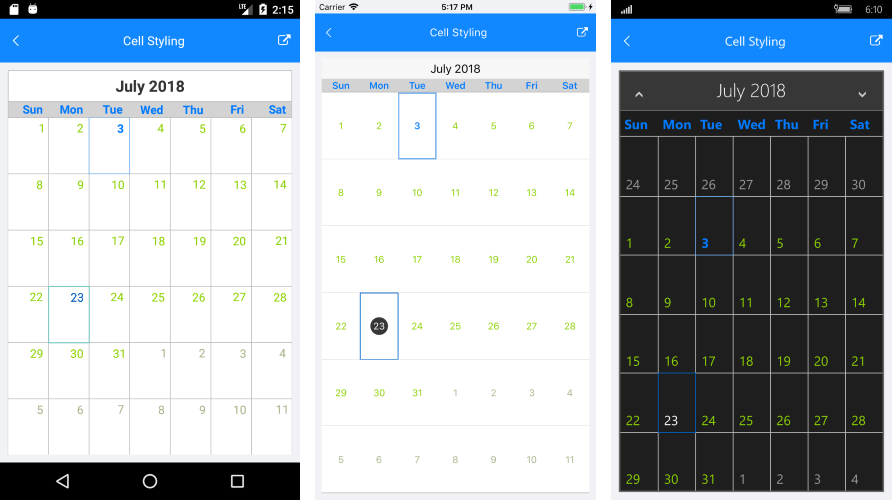 LTE 2:15
Cell Styling
July 2018
Sun Mon Tue Wed Thu Fri Sat
1 2 3 4 5 6 7
8 9 10 11 12 13 14
15 16 17 18 19 20 21
22 23 24 25 26 27 28
29 30 31 1 2 3 4
5 6 7 8 9 10 11
Carrier 5:17 PM
Cell Styling
July 2018
Sun Mon Tue Wed Thu Fri Sat
1 2 3 4 5 6 7
8 9 10 11 12 13 14
15 16 17 18 19 20 21
22 23 24 25 26 27 28
29 30 31 1 2 3 4
5 6 7 8 9 10 11
6:10
Cell Styling
July 2018
Sun Mon Tue Wed Thu Fri Sat
24 25 26 27 28 29 30
1 2 3 4 5 6 7
8 9 10 11 12 13 14
15 16 17 18 19 20 21
22 23 24 25 26 27 28
29 30 31 1 2 3 4